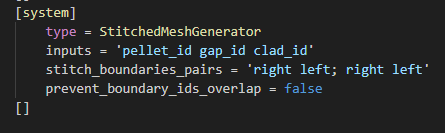 [system]
type = StitchedMeshGenerator
inputs = 'pellet_id gap_id clad_id'
stitch_boundaries_pairs = 'right left; right left'
prevent_boundary_ids_overlap = false
[]